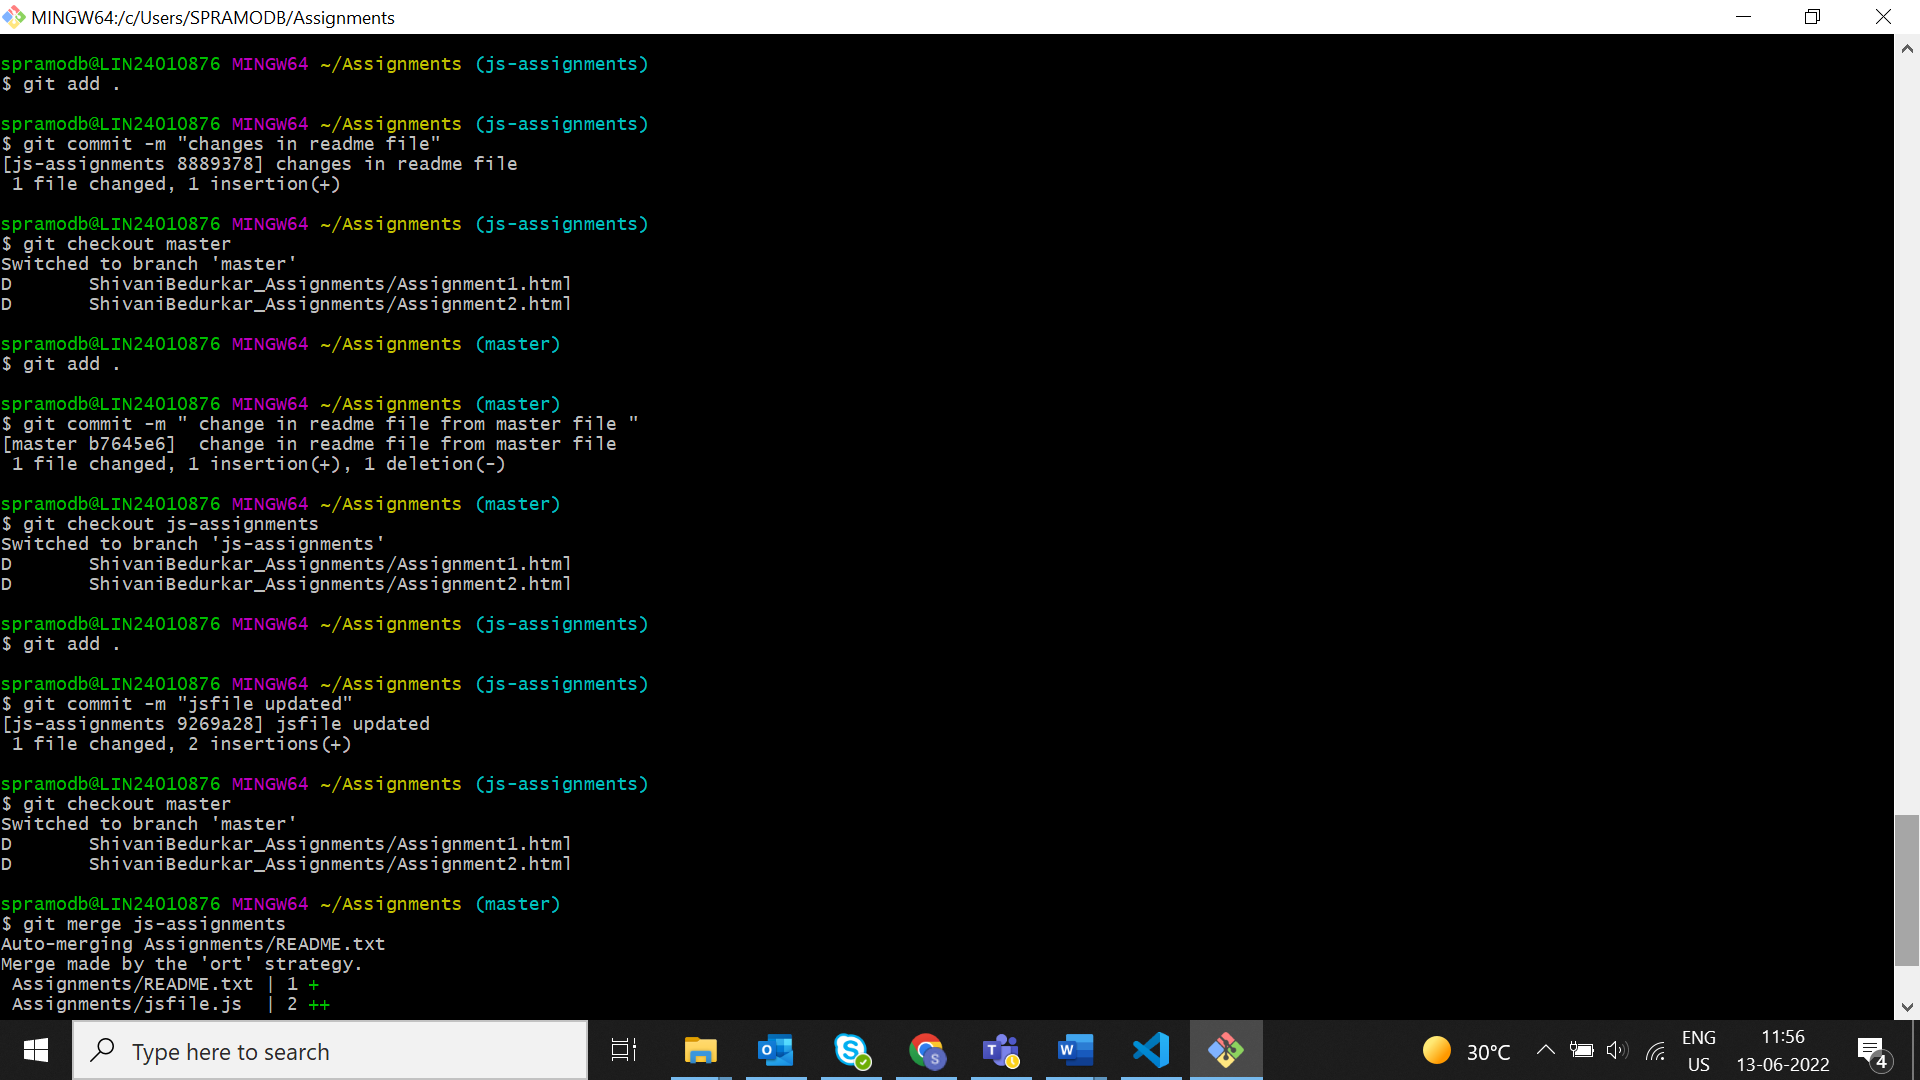 MINGW64:/c/Users/SPRAMODB/Assignments
spramodb@LIN24010876 MINGW64 ~/Assignments (js-assignments)
$ git add .
spramodb@LIN24010876 MINGW64 ~/Assignments (js-assignments)
$ git commit -m "changes in readme file"
[js-assignments 8889378] changes in readme file
 1 file changed, 1 insertion(+)
spramodb@LIN24010876 MINGW64 ~/Assignments (js-assignments)
$ git checkout master
Switched to branch 'master'
D       ShivaniBedurkar_Assignments/Assignment1.html
D       ShivaniBedurkar_Assignments/Assignment2.html
spramodb@LIN24010876 MINGW64 ~/Assignments (master)
$ git add .
spramodb@LIN24010876 MINGW64 ~/Assignments (master)
$ git commit -m " change in readme file from master file "
[master b7645e6]  change in readme file from master file
 1 file changed, 1 insertion(+), 1 deletion(-)
spramodb@LIN24010876 MINGW64 ~/Assignments (master)
$ git checkout js-assignments
Switched to branch 'js-assignments'
D       ShivaniBedurkar_Assignments/Assignment1.html
D       ShivaniBedurkar_Assignments/Assignment2.html
spramodb@LIN24010876 MINGW64 ~/Assignments (js-assignments)
$ git add .
spramodb@LIN24010876 MINGW64 ~/Assignments (js-assignments)
$ git commit -m "jsfile updated"
[js-assignments 9269a28] jsfile updated
 1 file changed, 2 insertions(+)
spramodb@LIN24010876 MINGW64 ~/Assignments (js-assignments)
$ git checkout master
Switched to branch 'master'
D       ShivaniBedurkar_Assignments/Assignment1.html
D       ShivaniBedurkar_Assignments/Assignment2.html
spramodb@LIN24010876 MINGW64 ~/Assignments (master)
$ git merge js-assignments
Auto-merging Assignments/README.txt
Merge made by the 'ort' strategy.
 Assignments/README.txt | 1 +
 Assignments/jsfile.js  | 2 ++
Type here to search
30°C
ENG
US
11:56
13-06-2022
4